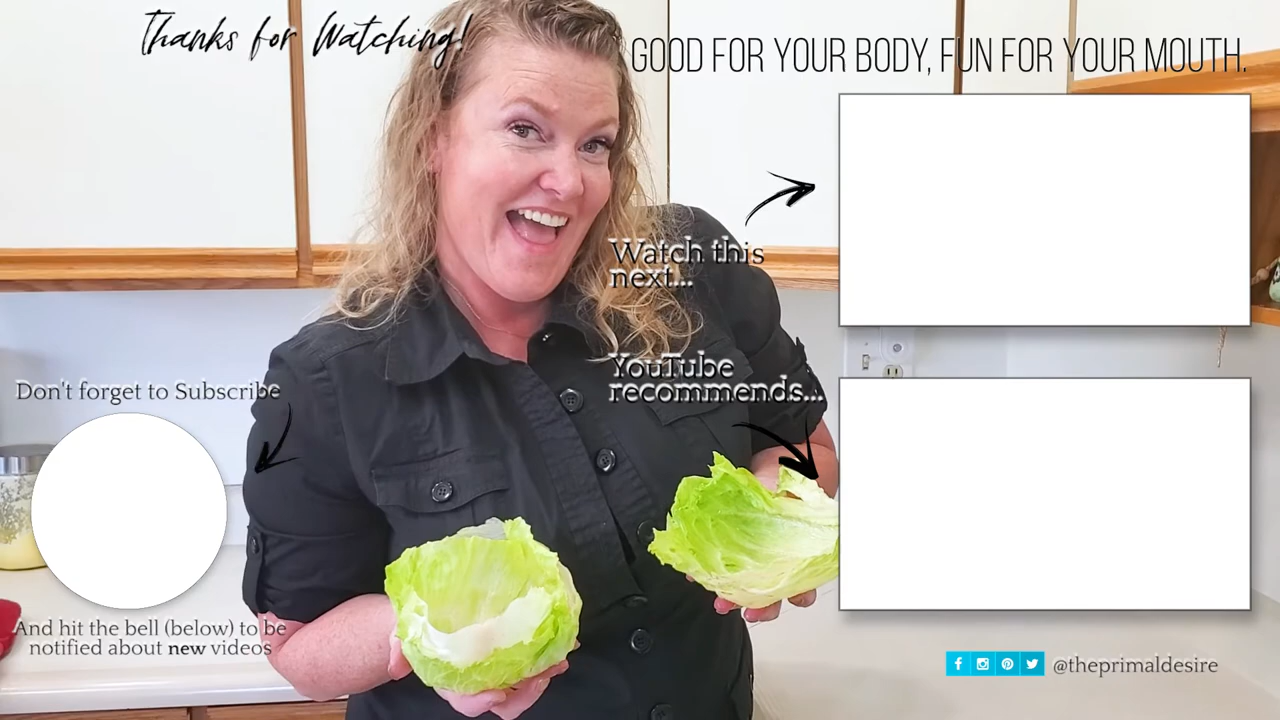 Thanks for Watching!
GOOD FOR YOUR BODY, FUN FOR YOUR MOUTH.
Watch this
next...
YouTube
recommends...
Don't forget to Subscribe
And hit the bell (below) to be
notified about new videos
@theprimaldesire